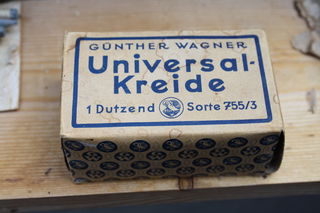 GÜNTHER WAGNER
Universal-
Kreide
1 Dutzend Sorte 755/3